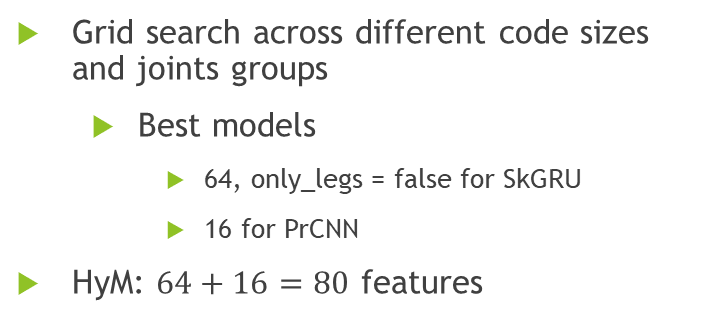 Grid search across different code sizes
and joints groups
Best models
64, only_legs = false for SkGRU
16 for PrCNN
HyM: 64 + 16 = 80 features